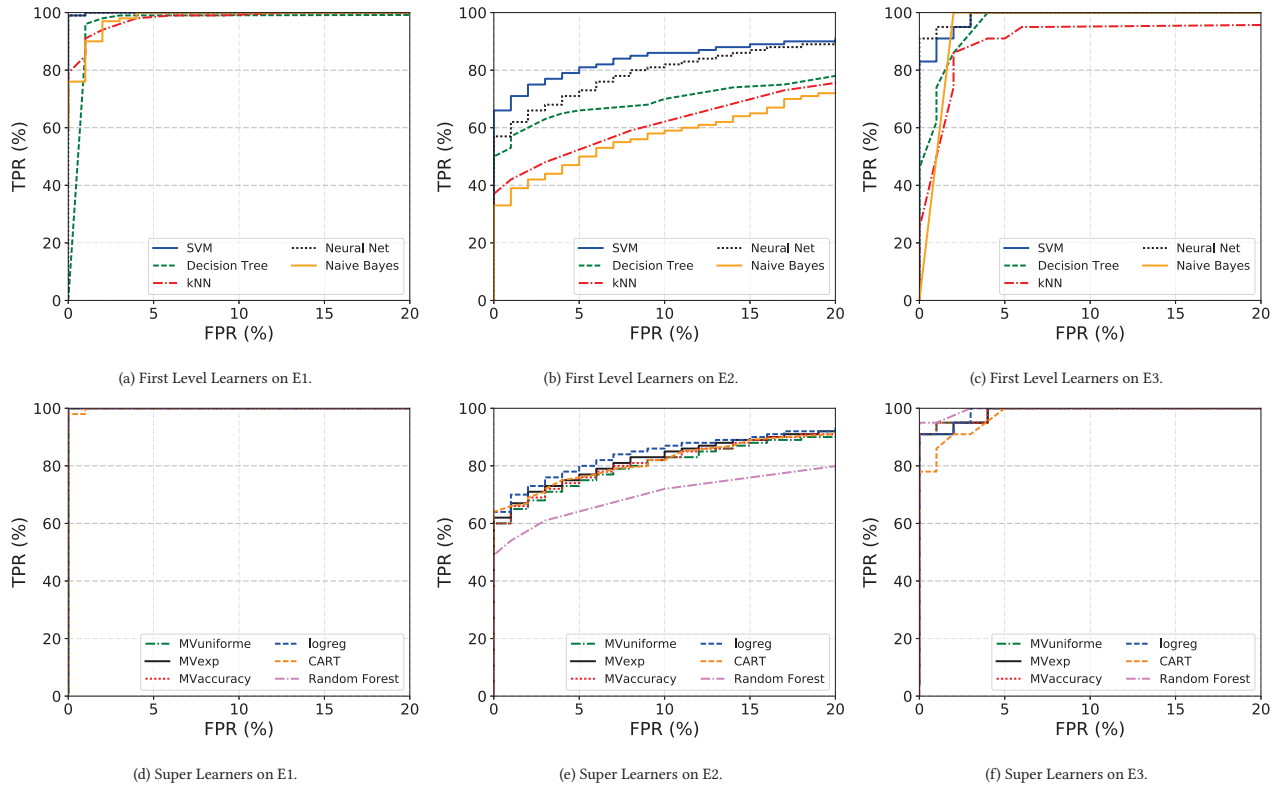 100
80
60
40
20
0
TPR (%)
SVM
Decision Tree
kNN
Neural Net
Naive Bayes
0 5 10 15 20
FPR (%)
(a) First Level Learners on E1.
100
80
60
40
20
0
TPR (%)
SVM
Decision Tree
kNN
Neural Net
Naive Bayes
0 5 10 15 20
FPR (%)
(b) First Level Learners on E2.
100
80
60
40
20
0
TPR (%)
SVM
Decision Tree
kNN
Neural Net
Naive Bayes
0 5 10 15 20
FPR (%)
(c) First Level Learners on E3.
100
80
60
40
20
0
TPR (%)
MVuniforme
MVexp
MVaccuracy
logreg
CART
Random Forest
0 5 10 15 20
FPR (%)
(d) Super Learners on E1.
100
80
60
40
20
0
TPR (%)
MVuniforme
MVexp
MVaccuracy
logreg
CART
Random Forest
0 5 10 15 20
FPR (%)
(e) Super Learners on E2.
100
80
60
40
20
0
TPR (%)
MVuniforme
MVexp
MVaccuracy
logreg
CART
Random Forest
0 5 10 15 20
FPR (%)
(f) Super Learners on E3.